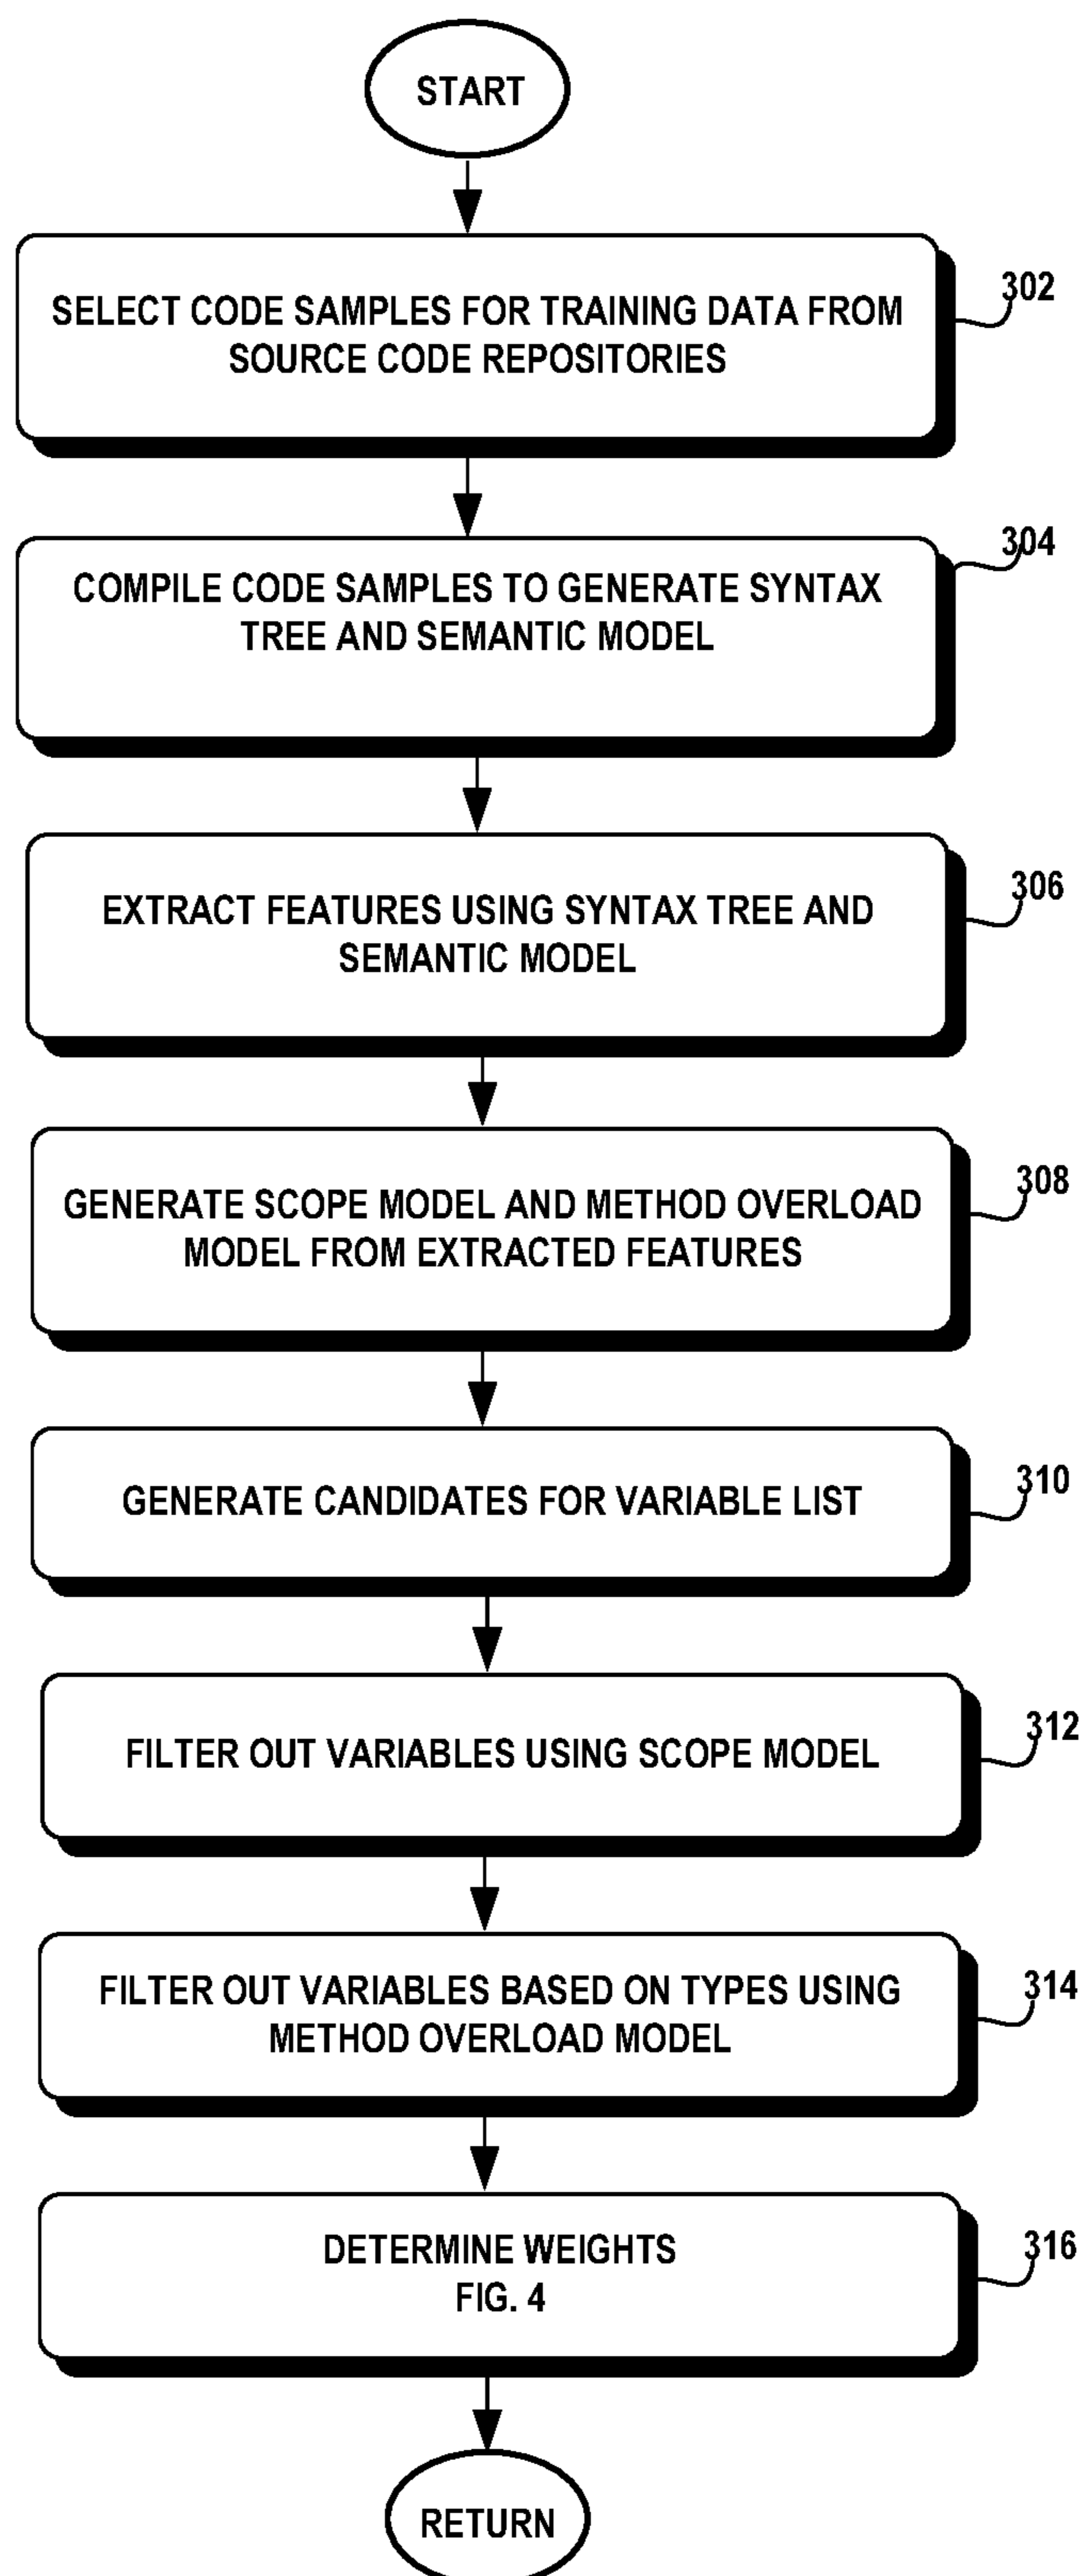 START
SELECT CODE SAMPLES FOR TRAINING DATA FROM
SOURCE CODE REPOSITORIES
302
COMPILE CODE SAMPLES TO GENERATE SYNTAX
TREE AND SEMANTIC MODEL
304
EXTRACT FEATURES USING SYNTAX TREE AND
SEMANTIC MODEL
306
GENERATE SCOPE MODEL AND METHOD OVERLOAD
MODEL FROM EXTRACTED FEATURES
308
GENERATE CANDIDATES FOR VARIABLE LIST
310
FILTER OUT VARIABLES USING SCOPE MODEL
312
FILTER OUT VARIABLES BASED ON TYPES USING
METHOD OVERLOAD MODEL
314
DETERMINE WEIGHTS
FIG. 4
316
RETURN